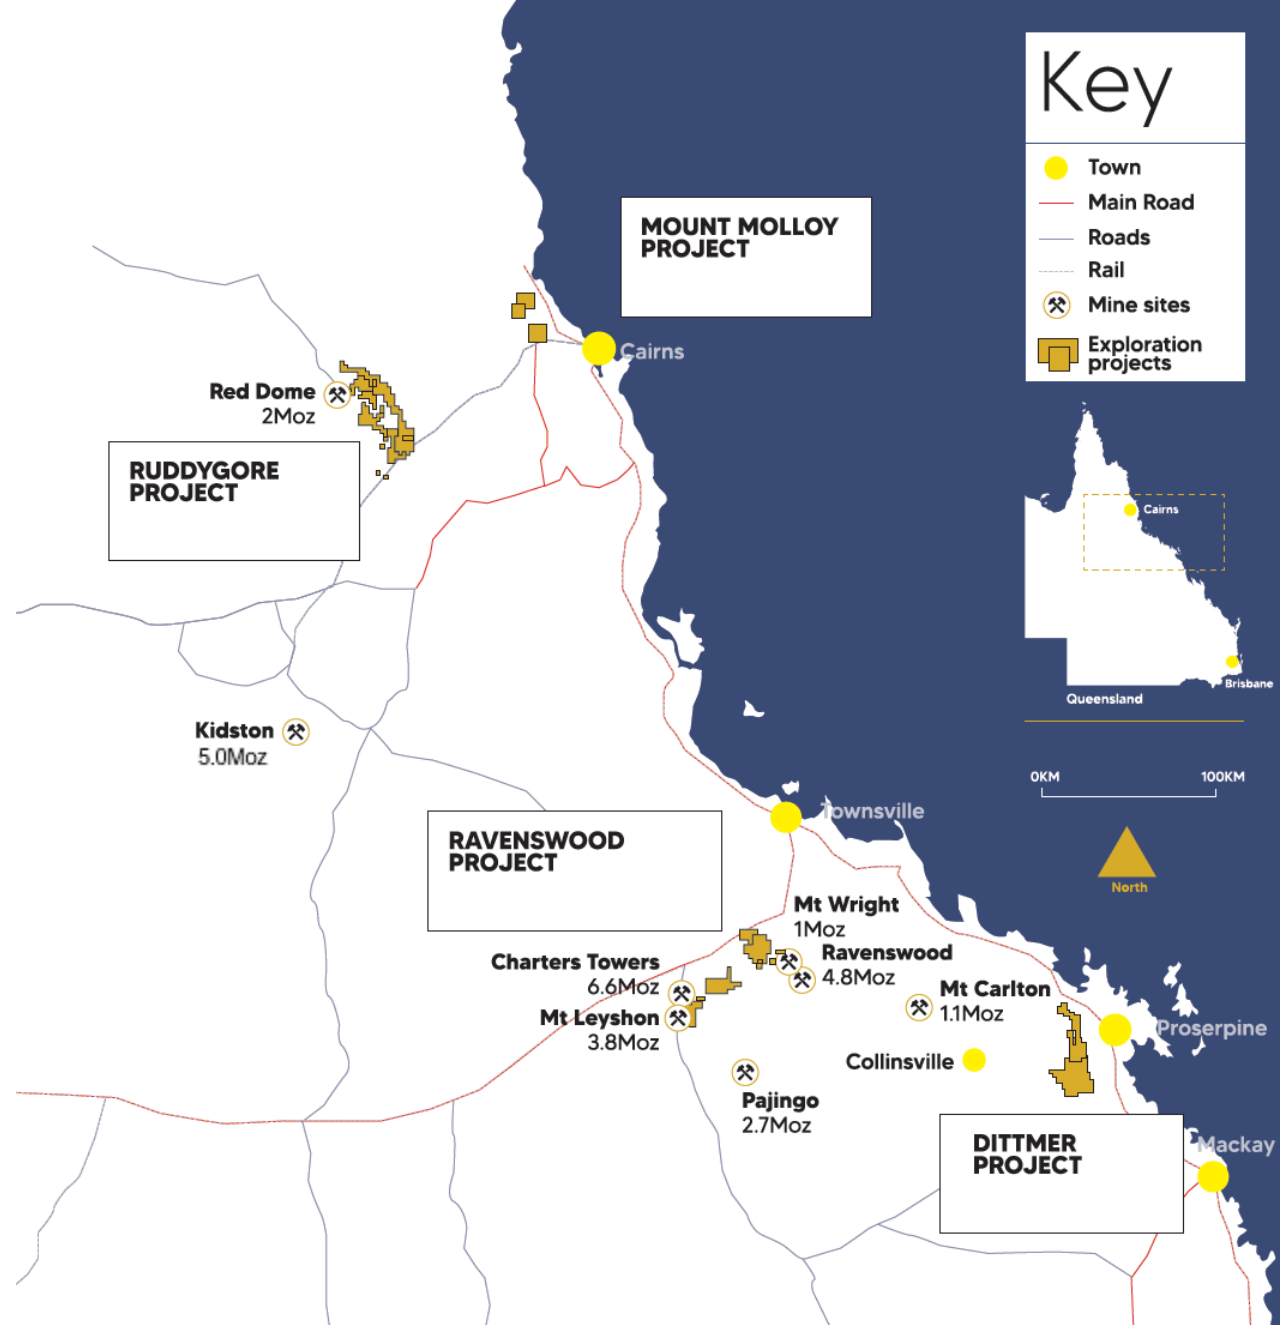 Key
Town
Main Road
Roads
Rail
Mine sites
Exploration
projects
MOUNT MOLLOY
PROJECT
Cairns
Red Dome
2Moz
RUDDYGORE
PROJECT
Cairns
Brisbane
Queensland
Kidston
5.0Moz
0KM 100KM
North
Townsville
RAVENSWOOD
PROJECT
Mt Wright
1Moz
Ravenswood
4.8Moz
Charters Towers
6.6Moz
Mt Leyshon
3.8Moz
Mt Carlton
1.1Moz
Proserpine
Collinsville
Pajingo
2.7Moz
DITTMER
PROJECT
Mackay